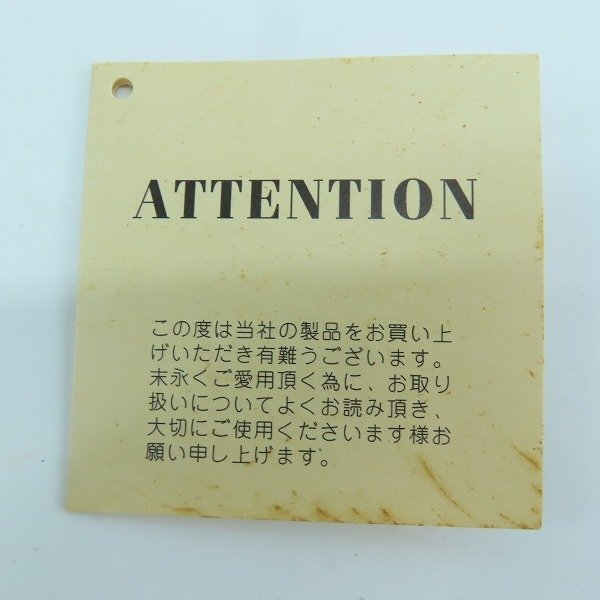 ATTENTION
この度は当社の製品をお買い上
げいただき有難うございます。
末永くご愛用頂く為に、お取り
扱いについてよくお読み頂き、
大切にご使用くださいます様お
願い申し上げます。